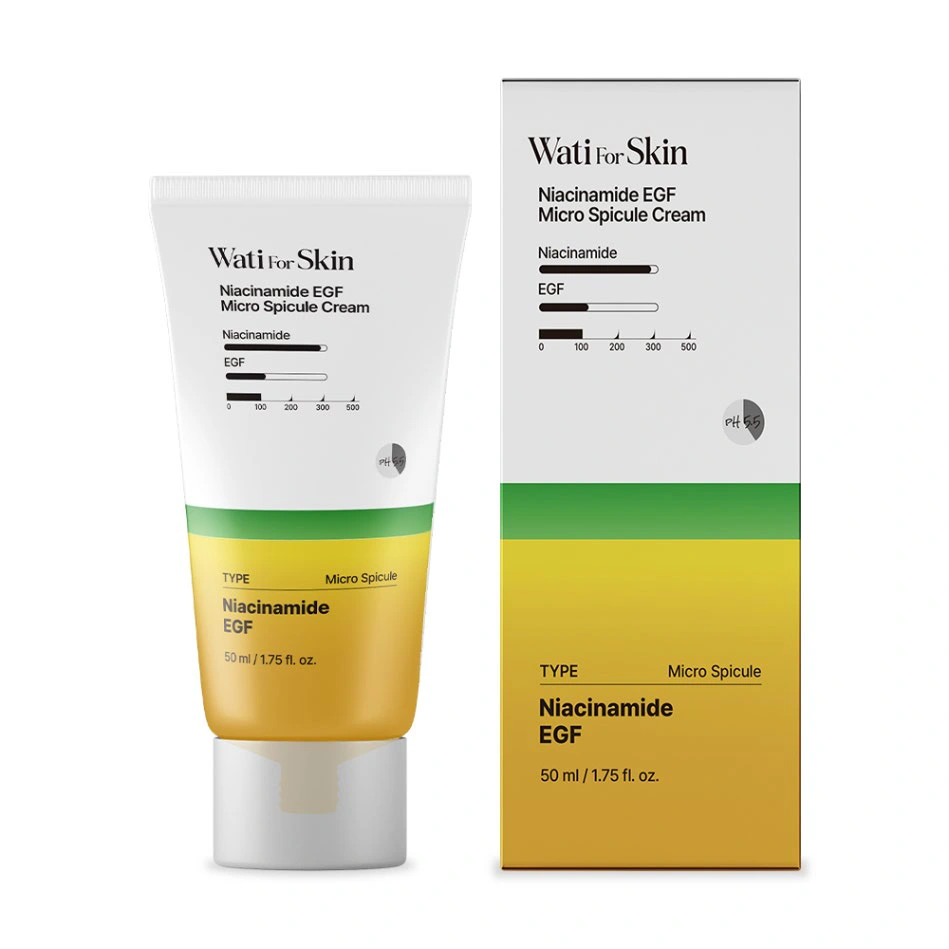 Wati For Skin
Niacinamide EGF
Micro Spicule Cream
Niacinamide
EGF
0 100 200 300 500
PH 5.5
TYPE Micro Spicule
Niacinamide
EGF
50 ml / 1.75 fl. oz.
Wati For Skin
Niacinamide EGF
Micro Spicule Cream
Niacinamide
EGF
0 100 200 300 500
PH 5.5
TYPE Micro Spicule
Niacinamide
EGF
50 ml / 1.75 fl. oz.